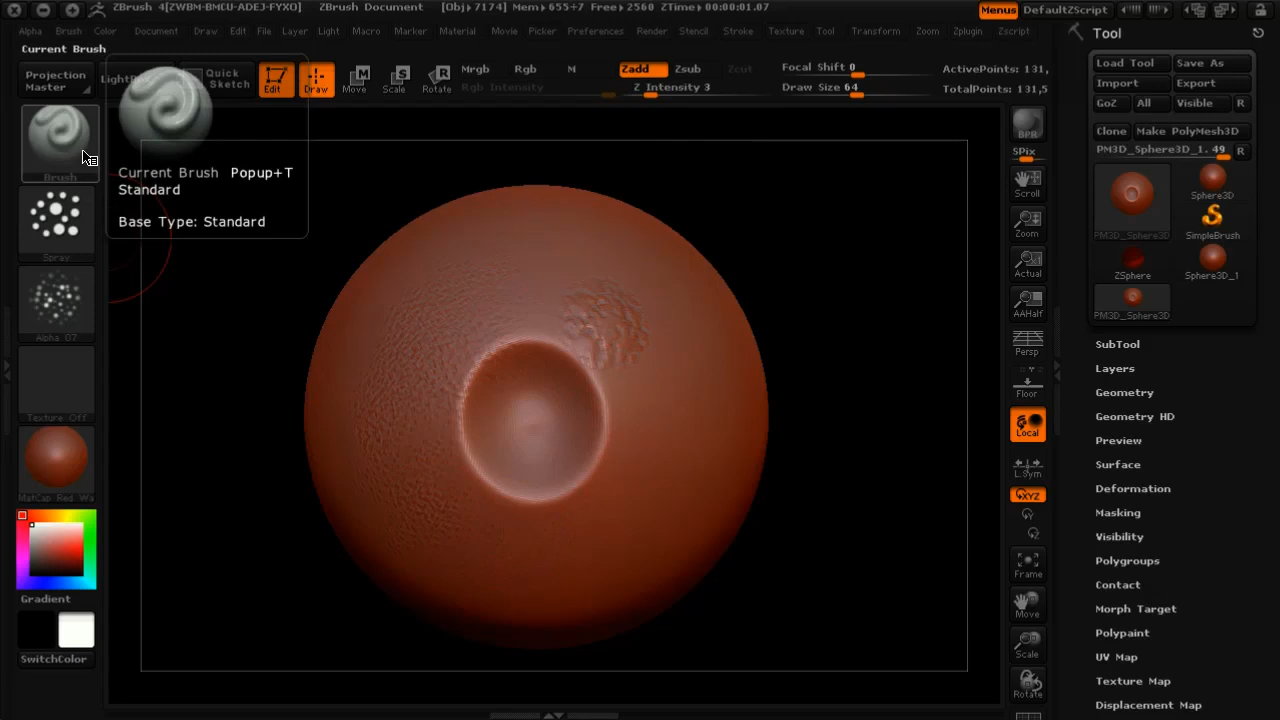 ZBrush 4[ZWBM-BMCU-ADEJ-FYXO] ZBrush Document [Obj▸7174] Mem▸655+7 Free▸2560 ZTime▸00:00:01.07 Menus DefaultZScript
Alpha Brush Color Document Draw Edit File Layer Light Macro Marker Material Movie Picker Preferences Render Stencil Stroke Texture Tool Transform Zoom Zplugin Zscript
Current Brush
Projection Master
LightB
Quick Sketch
Edit
Draw
Move
Scale
Rotate
Mrgb Rgb M
Rgb Intensity
Zadd Zsub Zcut
Z Intensity 3
Focal Shift 0
Draw Size 64
ActivePoints: 131,
TotalPoints: 131,5
Brush
Current Brush Popup+T
Standard
Base Type: Standard
Spray
Alpha 07
Texture Off
MatCap Red Wa
Gradient
SwitchColor
BPR
SPix
Scroll
Zoom
Actual
AAHalf
Persp
Floor
Local
L.Sym
XYZ
Y
Z
Frame
Move
Scale
Rotate
Tool
Load Tool Save As
Import Export
GoZ All Visible R
Clone Make PolyMesh3D
PM3D_Sphere3D_1. 49 R
PM3D_Sphere3D
Sphere3D
SimpleBrush
ZSphere
Sphere3D_1
PM3D_Sphere3D
SubTool
Layers
Geometry
Geometry HD
Preview
Surface
Deformation
Masking
Visibility
Polygroups
Contact
Morph Target
Polypaint
UV Map
Texture Map
Displacement Map